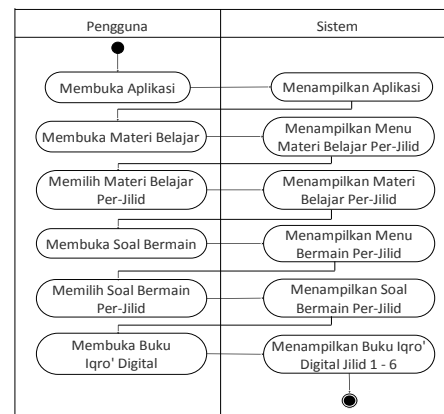 Pengguna
Sistem
Membuka Aplikasi
Menampilkan Aplikasi
Membuka Materi Belajar
Menampilkan Menu
Materi Belajar Per-Jilid
Memilih Materi Belajar
Per-Jilid
Menampilkan Materi
Belajar Per-Jilid
Membuka Soal Bermain
Menampilkan Menu
Bermain Per-Jilid
Memilih Soal Bermain
Per-Jilid
Menampilkan Soal
Bermain Per-Jilid
Membuka Buku
Iqro' Digital
Menampilkan Buku Iqro'
Digital Jilid 1 - 6